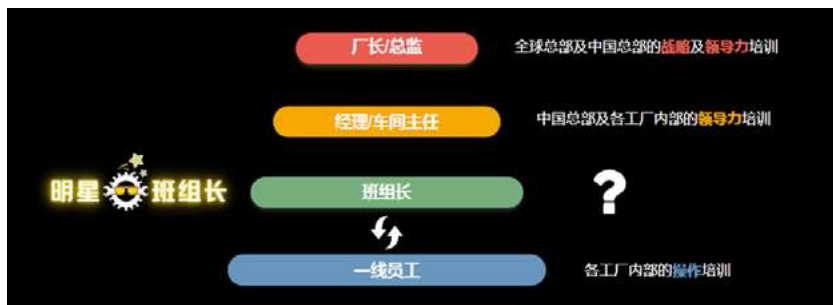 厂长/总监
全球总部及中国总部的战略及领导力培训
经理/车间主任
中国总部及各工厂内部的领导力培训
明星班组长
班组长
?
一线员工
各工厂内部的操作培训